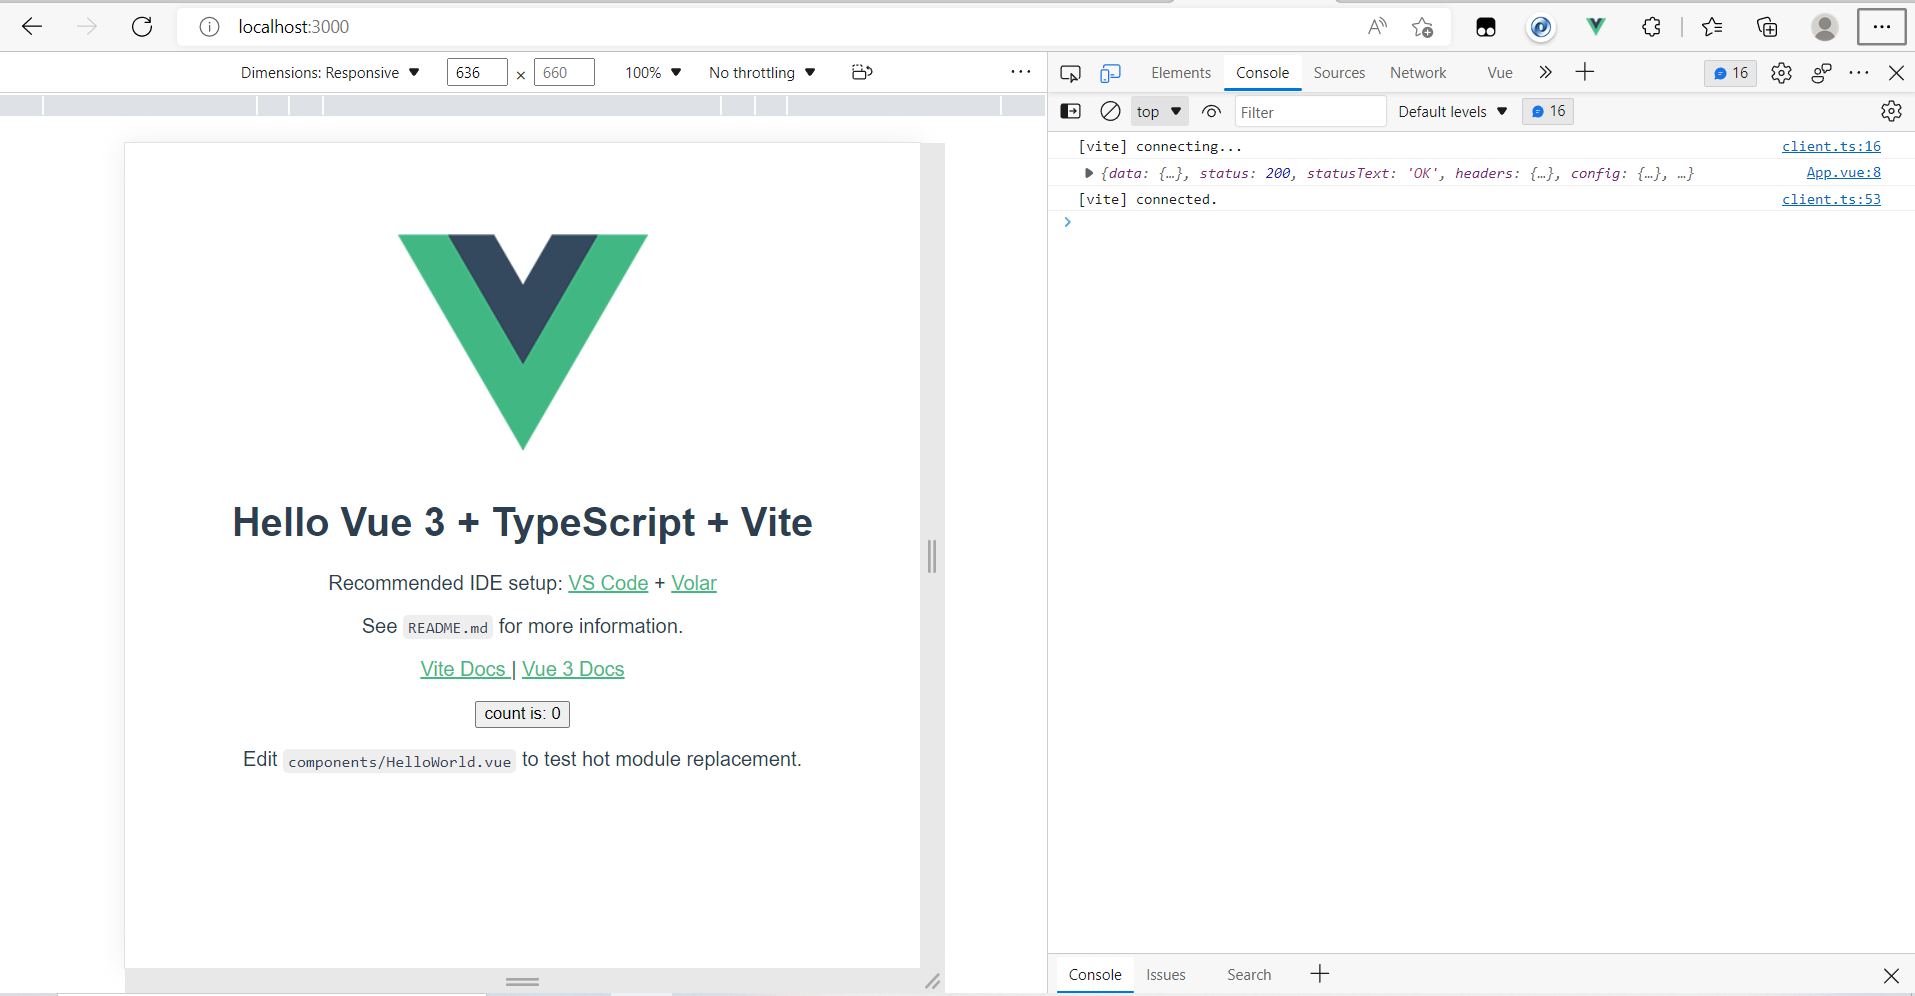 localhost:3000
Dimensions: Responsive 636 × 660 100% No throttling
Elements Console Sources Network Vue 16
top Filter Default levels 16
[vite] connecting... client.ts:16
{data: {…}, status: 200, statusText: 'OK', headers: {…}, config: {…}, …} App.vue:8
[vite] connected. client.ts:53
Hello Vue 3 + TypeScript + Vite
Recommended IDE setup: VS Code + Volar
See README.md for more information.
Vite Docs | Vue 3 Docs
count is: 0
Edit components/HelloWorld.vue to test hot module replacement.
Console Issues Search